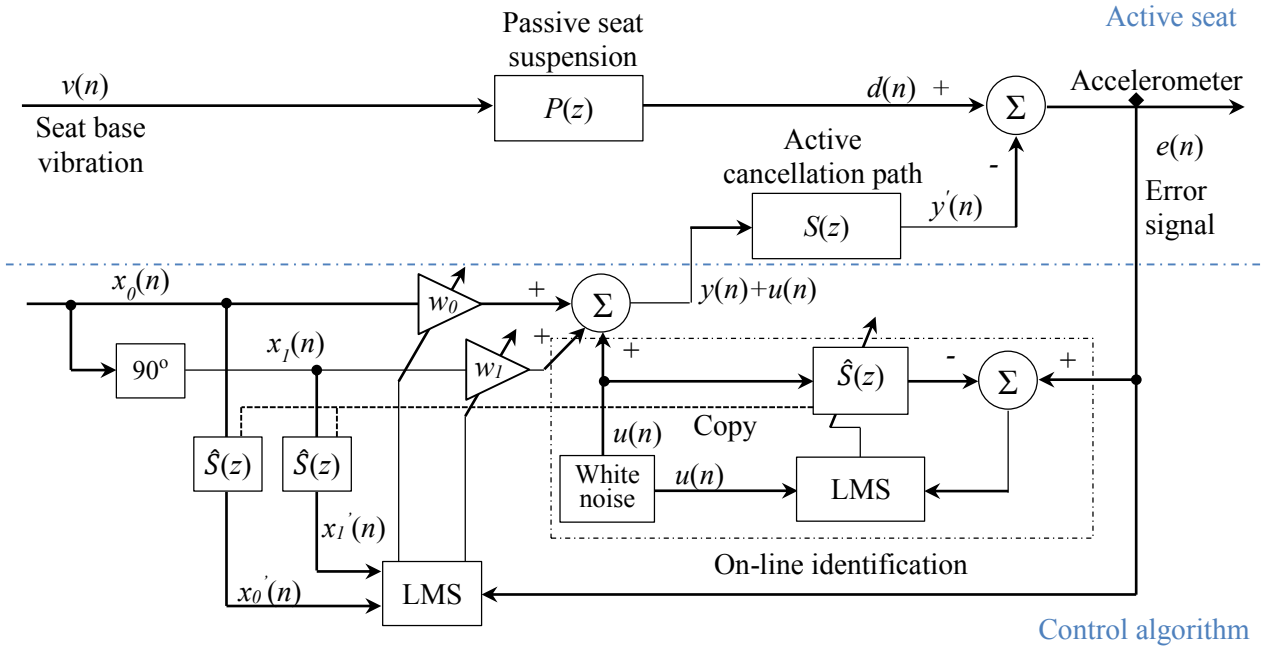 Active seat
Passive seat
suspension
v(n)
P(z)
d(n) +
Σ
Accelerometer
Seat base
vibration
e(n)
Error
signal
Active
cancellation path
-
S(z)
y'(n)
x0(n)
w0
+
Σ
y(n)+u(n)
90º
x1(n)
w1
+
+
Ŝ(z)
-
Σ
+
Copy
Ŝ(z)
Ŝ(z)
u(n)
White
noise
u(n)
LMS
x1'(n)
On-line identification
x0'(n)
LMS
Control algorithm